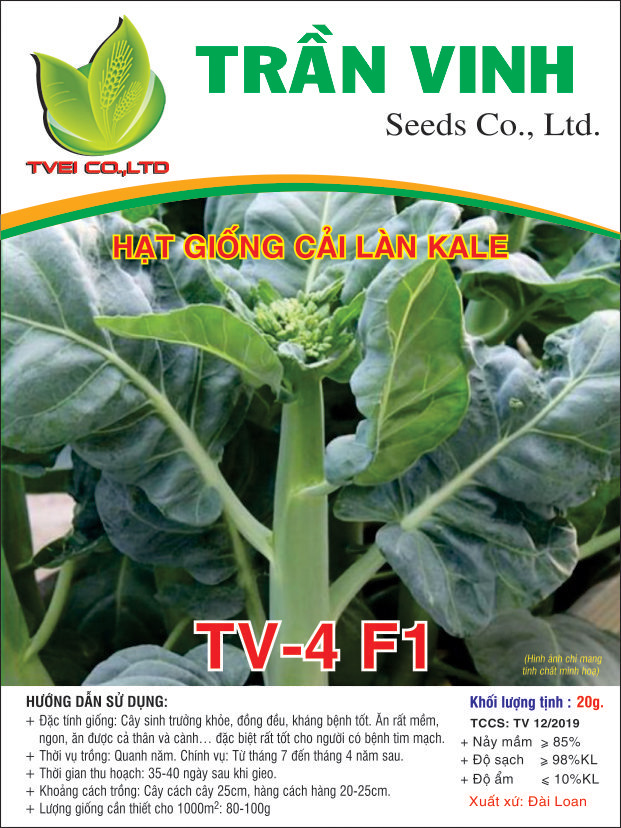 TRẦN VINH
Seeds Co., Ltd.
TVEI CO.,LTD
HẠT GIỐNG CẢI LÀN KALE
TV-4 F1
(Hình ảnh chỉ mang
tính chất minh hoạ)
HƯỚNG DẪN SỬ DỤNG:
+ Đặc tính giống: Cây sinh trưởng khỏe, đồng đều, kháng bệnh tốt. Ăn rất mềm,
ngon, ăn được cả thân và cành... đặc biệt rất tốt cho người có bệnh tim mạch.
+ Thời vụ trồng: Quanh năm. Chính vụ: Từ tháng 7 đến tháng 4 năm sau.
+ Thời gian thu hoạch: 35-40 ngày sau khi gieo.
+ Khoảng cách trồng: Cây cách cây 25cm, hàng cách hàng 20-25cm.
+ Lượng giống cần thiết cho 1000m²: 80-100g
Khối lượng tịnh : 20g.
TCCS: TV 12/2019
+ Nảy mầm ⩾ 85%
+ Độ sạch ⩾ 98%KL
+ Độ ẩm ⩽ 10%KL
Xuất xứ: Đài Loan